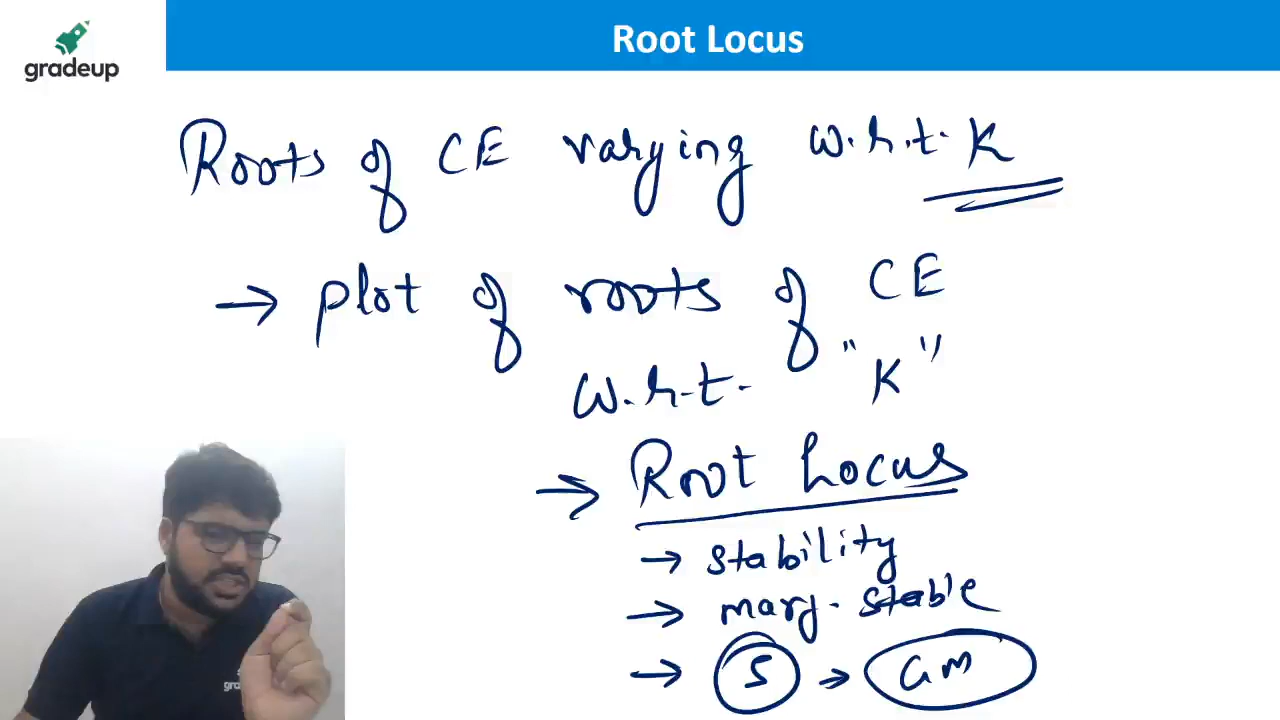 Root Locus
gradeup
Roots of CE varying w.r.t. K
→ plot of roots of CE
w.r.t. "K"
→ Root Locus
→ stability
→ marg. stable
→ → GM